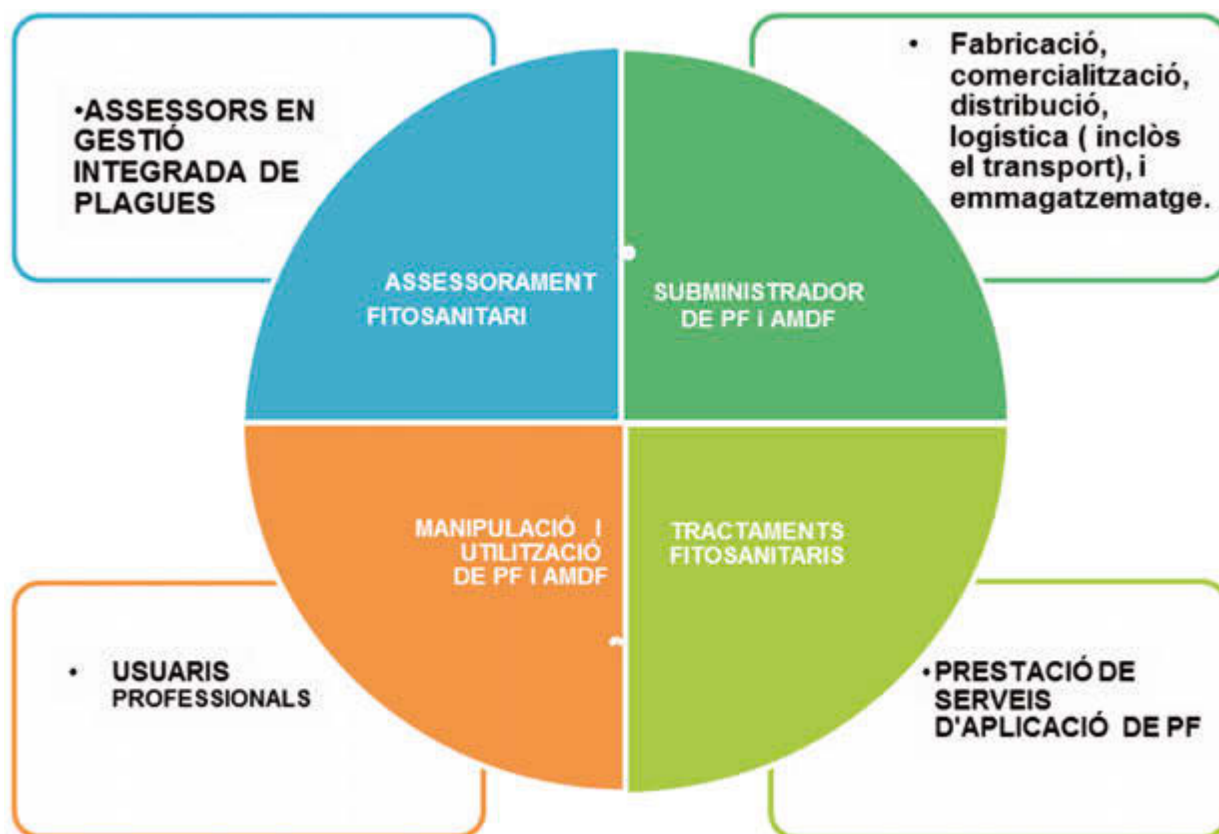 •ASSESSORS EN
GESTIÓ
INTEGRADA DE
PLAGUES
• Fabricació,
comercialització,
distribució,
logística ( inclòs
el transport), i
emmagatzematge.
ASSESSORAMENT
FITOSANITARI
SUBMINISTRADOR
DE PF i AMDF
MANIPULACIÓ I
UTILITZACIÓ
DE PF I AMDF
TRACTAMENTS
FITOSANITARIS
• USUARIS
PROFESSIONALS
•PRESTACIÓ DE
SERVEIS
D'APLICACIÓ DE PF